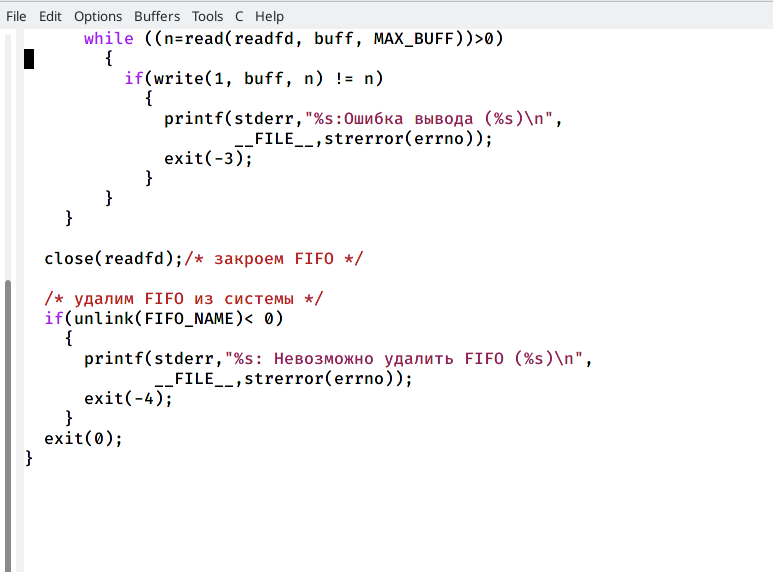 File Edit Options Buffers Tools C Help
while ((n=read(readfd, buff, MAX_BUFF))>0)
{
if(write(1, buff, n) != n)
{
printf(stderr,"%s:Ошибка вывода (%s)\n",
__FILE__,strerror(errno));
exit(-3);
}
}
}
close(readfd);/* закроем FIFO */
/* удалим FIFO из системы */
if(unlink(FIFO_NAME)< 0)
{
printf(stderr,"%s: Невозможно удалить FIFO (%s)\n",
__FILE__,strerror(errno));
exit(-4);
}
exit(0);
}